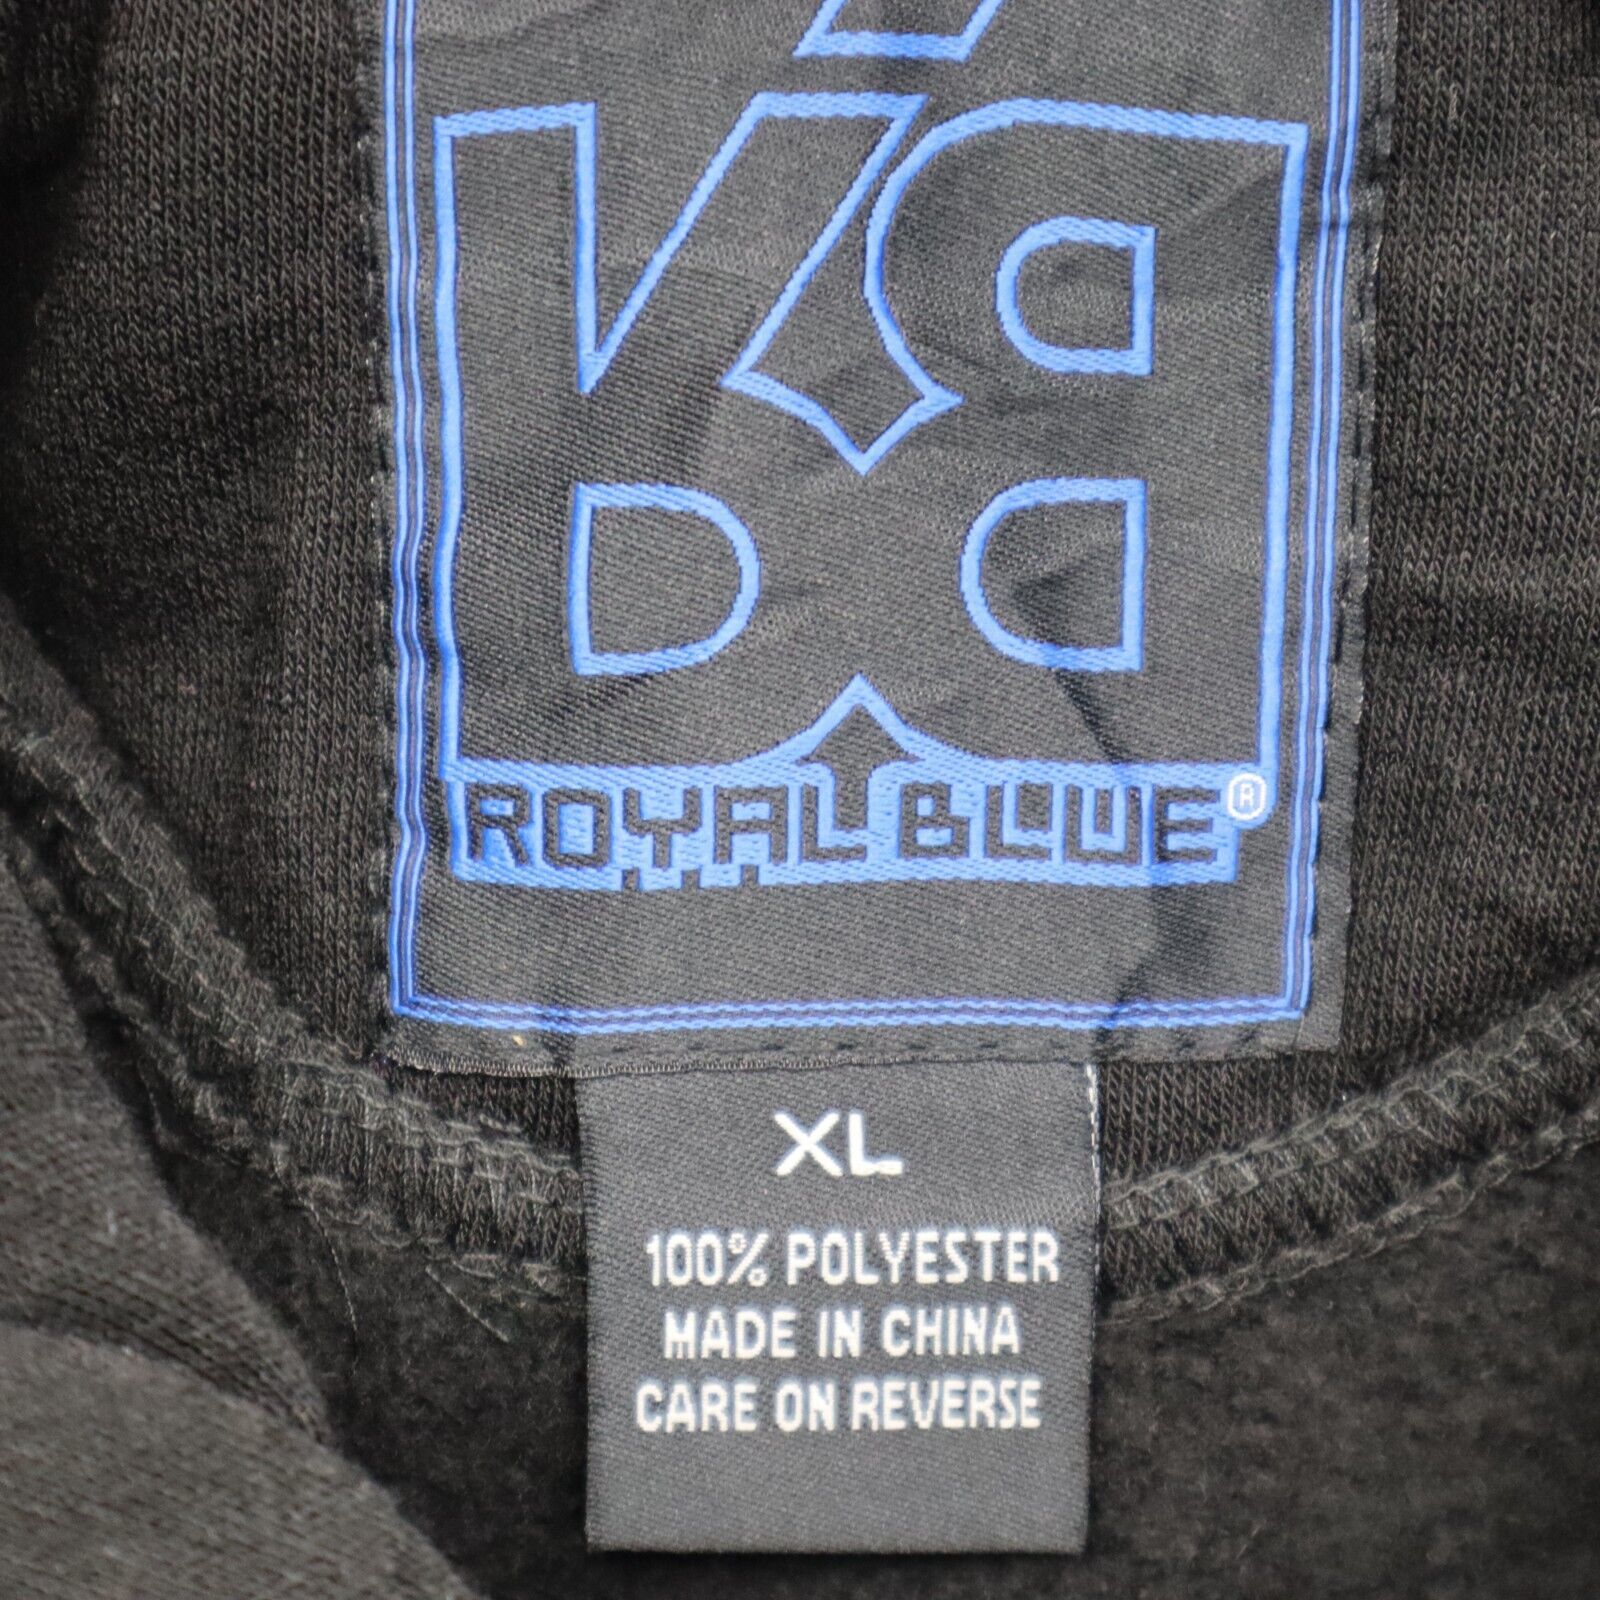 ROYAL BLUE ®
XL
100% POLYESTER
MADE IN CHINA
CARE ON REVERSE